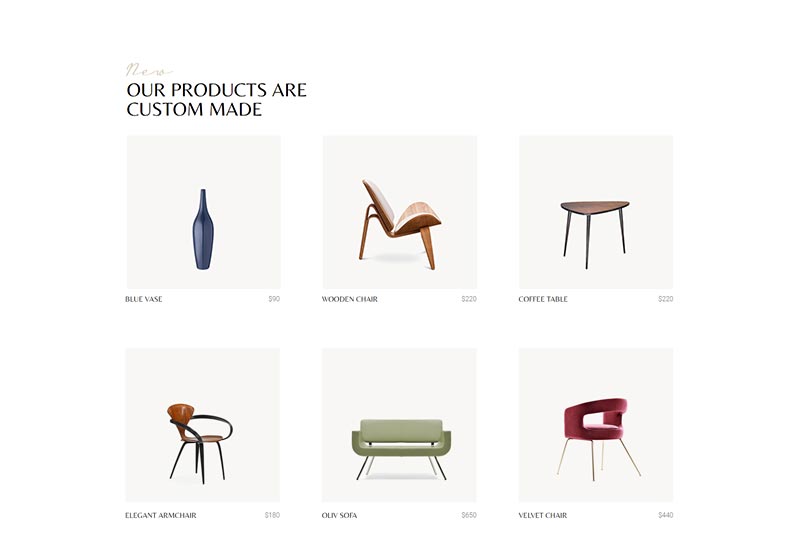 New
OUR PRODUCTS ARE
CUSTOM MADE
BLUE VASE $90
WOODEN CHAIR $220
COFFEE TABLE $220
ELEGANT ARMCHAIR $180
OLIV SOFA $650
VELVET CHAIR $440